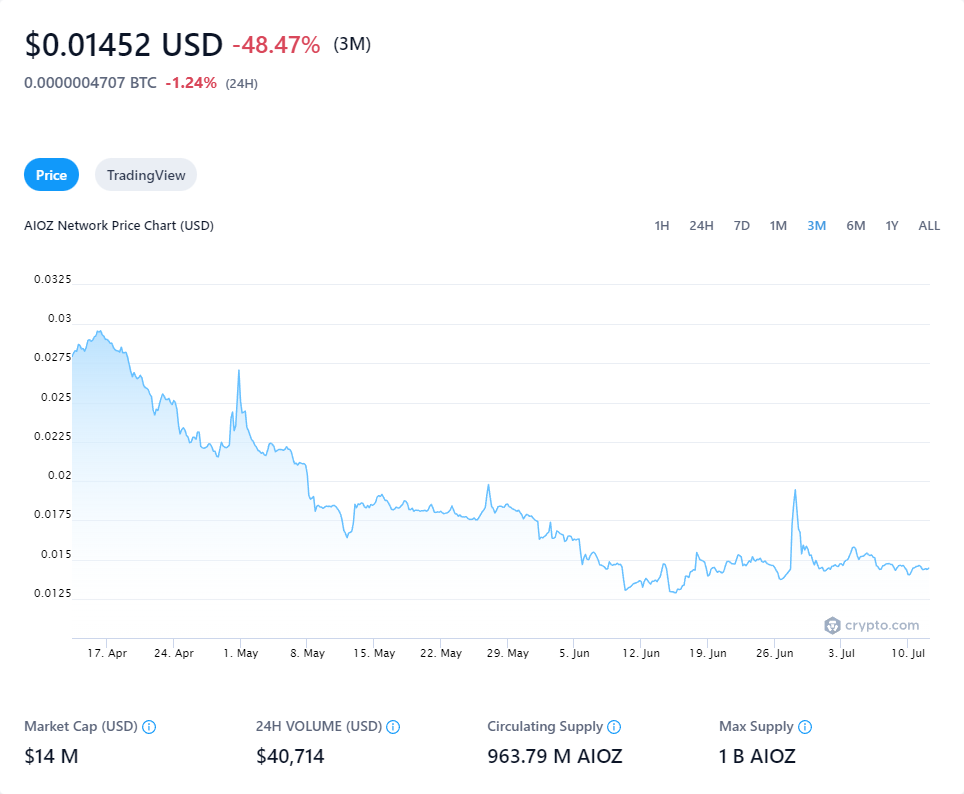 $0.01452 USD -48.47% (3M)
0.0000004707 BTC -1.24% (24H)
Price TradingView
AIOZ Network Price Chart (USD) 1H 24H 7D 1M 3M 6M 1Y ALL
0.0325
0.03
0.0275
0.025
0.0225
0.02
0.0175
0.015
0.0125
crypto.com
17. Apr 24. Apr 1. May 8. May 15. May 22. May 29. May 5. Jun 12. Jun 19. Jun 26. Jun 3. Jul 10. Jul
Market Cap (USD) 24H VOLUME (USD) Circulating Supply Max Supply
$14 M $40,714 963.79 M AIOZ 1 B AIOZ